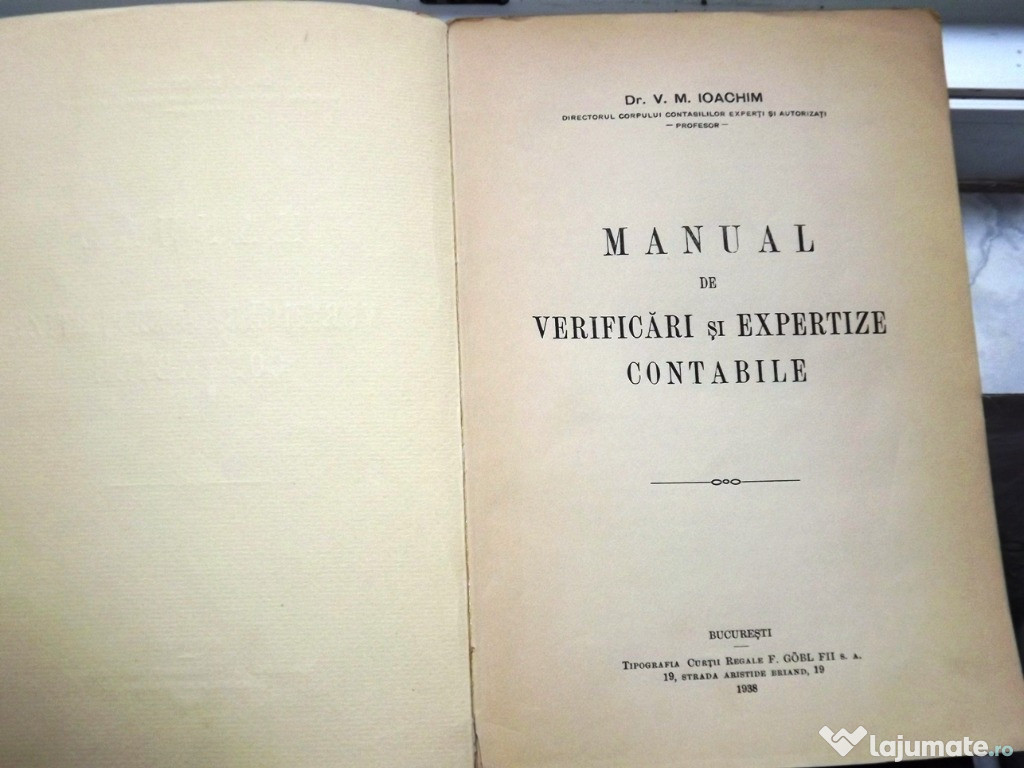 Dr. V. M. IOACHIM
DIRECTORUL CORPULUI CONTABILILOR EXPERȚI ȘI AUTORIZAȚI
— PROFESOR —
MANUAL
DE
VERIFICĂRI ȘI EXPERTIZE
CONTABILE
BUCUREȘTI
TIPOGRAFIA CURȚII REGALE F. GÖBL FII S. A.
19, STRADA ARISTIDE BRIAND, 19
1938
lajumate.ro